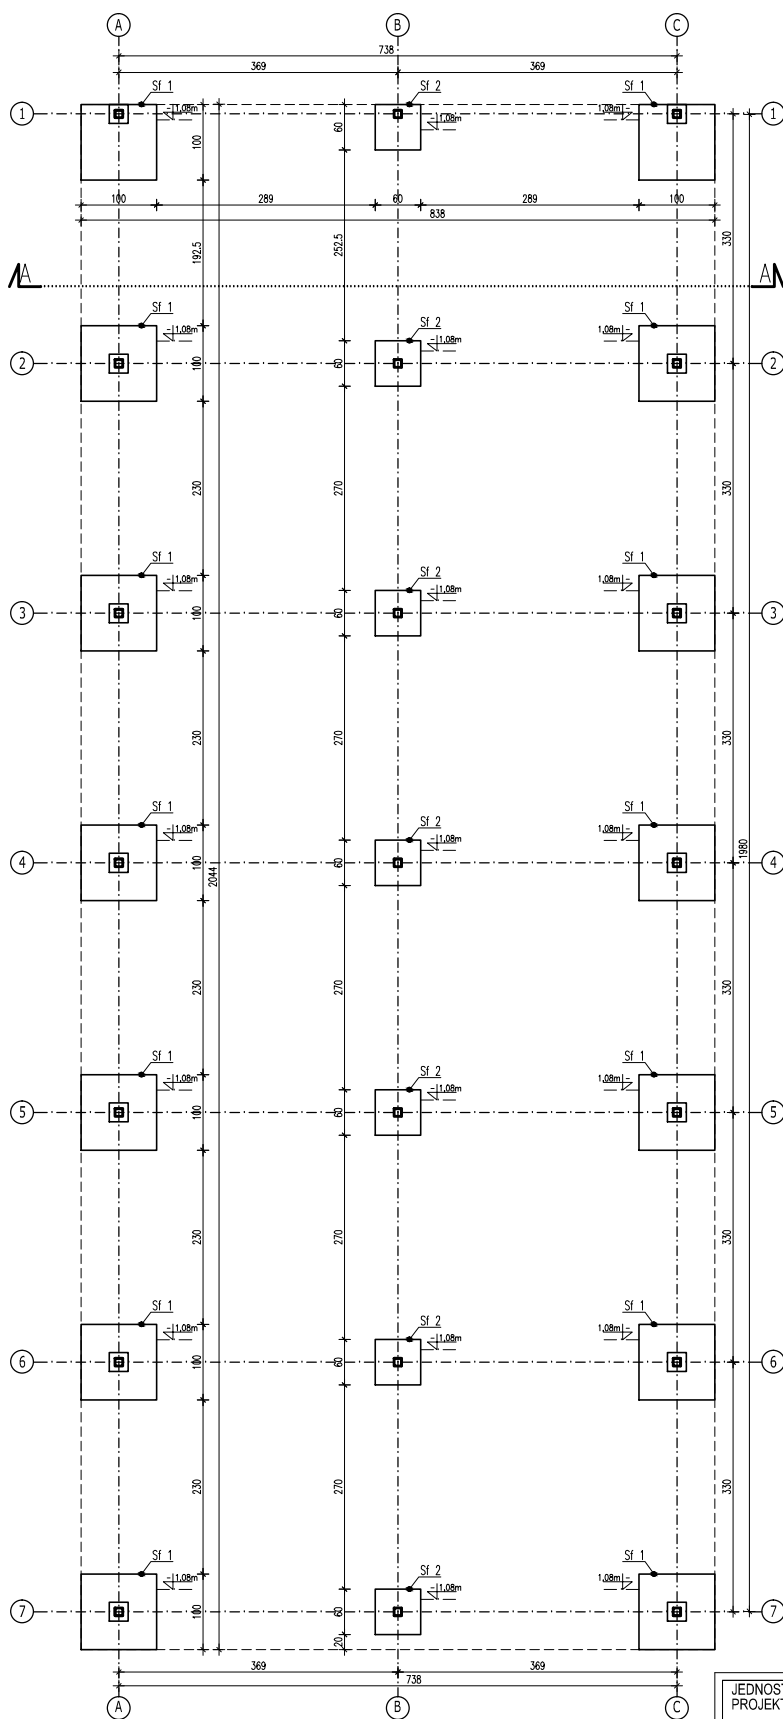 A B C
738
369 369
Sf 1 Sf 2 Sf 1
1 -1,08m -1,08m 1,08m- 1
100 60
100 289 60 289 100
838
192.5 252.5 330
A A
Sf 1 Sf 2 Sf 1
-1,08m -1,08m 1,08m-
2 100 60 2
230 270 330
Sf 1 Sf 2 Sf 1
-1,08m -1,08m 1,08m-
3 100 60 3
230 270 330
Sf 1 Sf 2 Sf 1
-1,08m -1,08m 1,08m-
4 100 2044 60 1980 4
230 270 330
Sf 1 Sf 2 Sf 1
-1,08m -1,08m 1,08m-
5 100 60 5
230 270 330
Sf 1 Sf 2 Sf 1
-1,08m -1,08m 1,08m-
6 100 60 6
230 270 330
Sf 1 Sf 2 Sf 1
-1,08m -1,08m 1,08m-
7 100 60 7
20
369 369
738
A B C
JEDNOST
PROJEKT